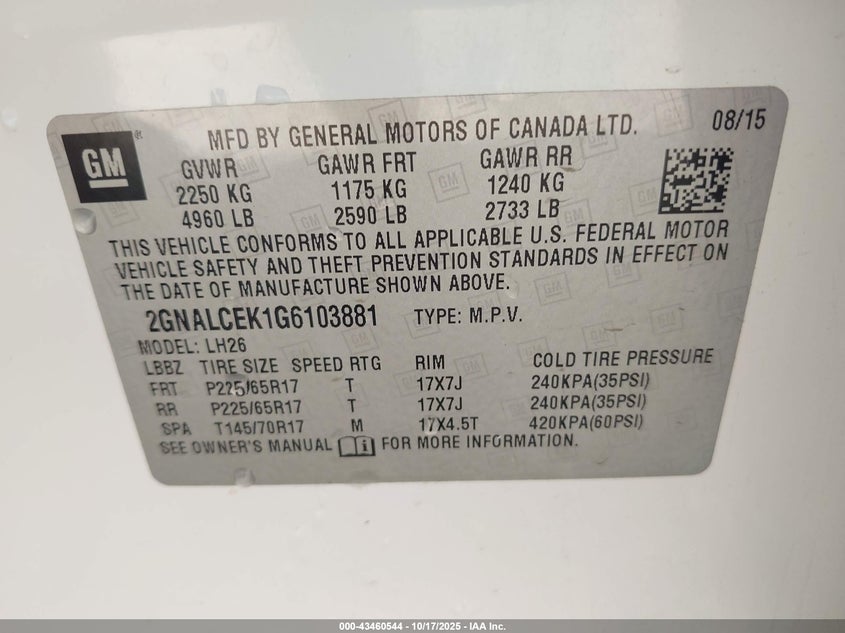 GM
MFD BY GENERAL MOTORS OF CANADA LTD. 08/15
GVWR GAWR FRT GAWR RR
2250 KG 1175 KG 1240 KG
4960 LB 2590 LB 2733 LB
THIS VEHICLE CONFORMS TO ALL APPLICABLE U.S. FEDERAL MOTOR
VEHICLE SAFETY AND THEFT PREVENTION STANDARDS IN EFFECT ON
THE DATE OF MANUFACTURE SHOWN ABOVE.
2GNALCEK1G6103881 TYPE: M.P.V.
MODEL: LH26
LBBZ TIRE SIZE SPEED RTG RIM COLD TIRE PRESSURE
FRT P225/65R17 T 17X7J 240KPA(35PSI)
RR P225/65R17 T 17X7J 240KPA(35PSI)
SPA T145/70R17 M 17X4.5T 420KPA(60PSI)
SEE OWNER'S MANUAL FOR MORE INFORMATION.
000-43460544 - 10/17/2025 - IAA Inc.